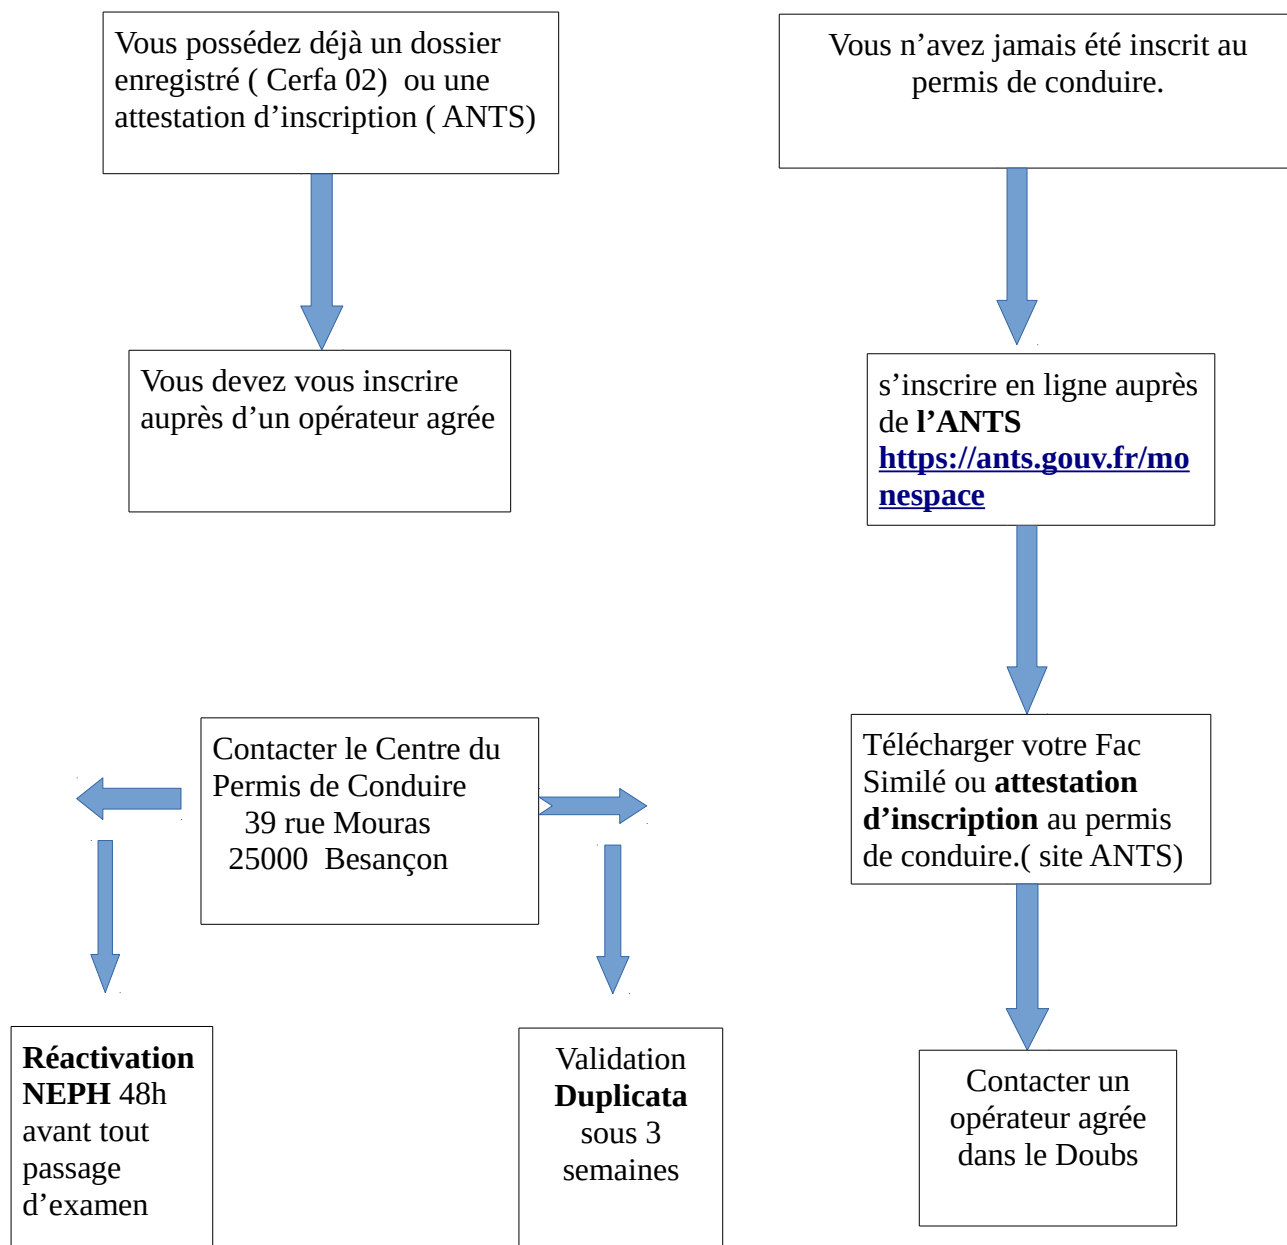 Vous possédez déjà un dossier
enregistré ( Cerfa 02)  ou une
attestation d’inscription ( ANTS)
Vous n’avez jamais été inscrit au
permis de conduire.
Vous devez vous inscrire
auprès d’un opérateur agrée
s’inscrire en ligne auprès
de l’ANTS
https://ants.gouv.fr/mo
nespace
Contacter le Centre du
Permis de Conduire
39 rue Mouras
25000  Besançon
Télécharger votre Fac
Similé ou attestation
d’inscription au permis
de conduire.( site ANTS)
Réactivation
NEPH 48h
avant tout
passage
d’examen
Validation
Duplicata
sous 3
semaines
Contacter un
opérateur agrée
dans le Doubs